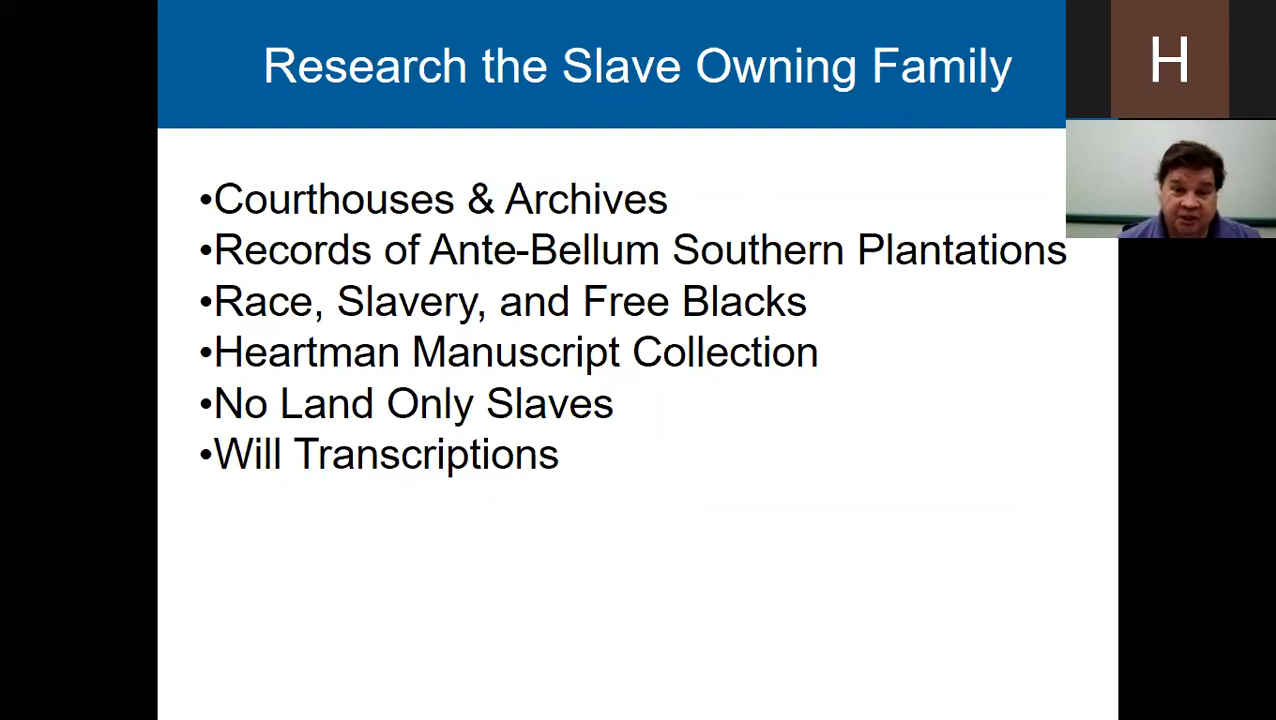 Research the Slave Owning Family
H
•Courthouses & Archives
•Records of Ante-Bellum Southern Plantations
•Race, Slavery, and Free Blacks
•Heartman Manuscript Collection
•No Land Only Slaves
•Will Transcriptions